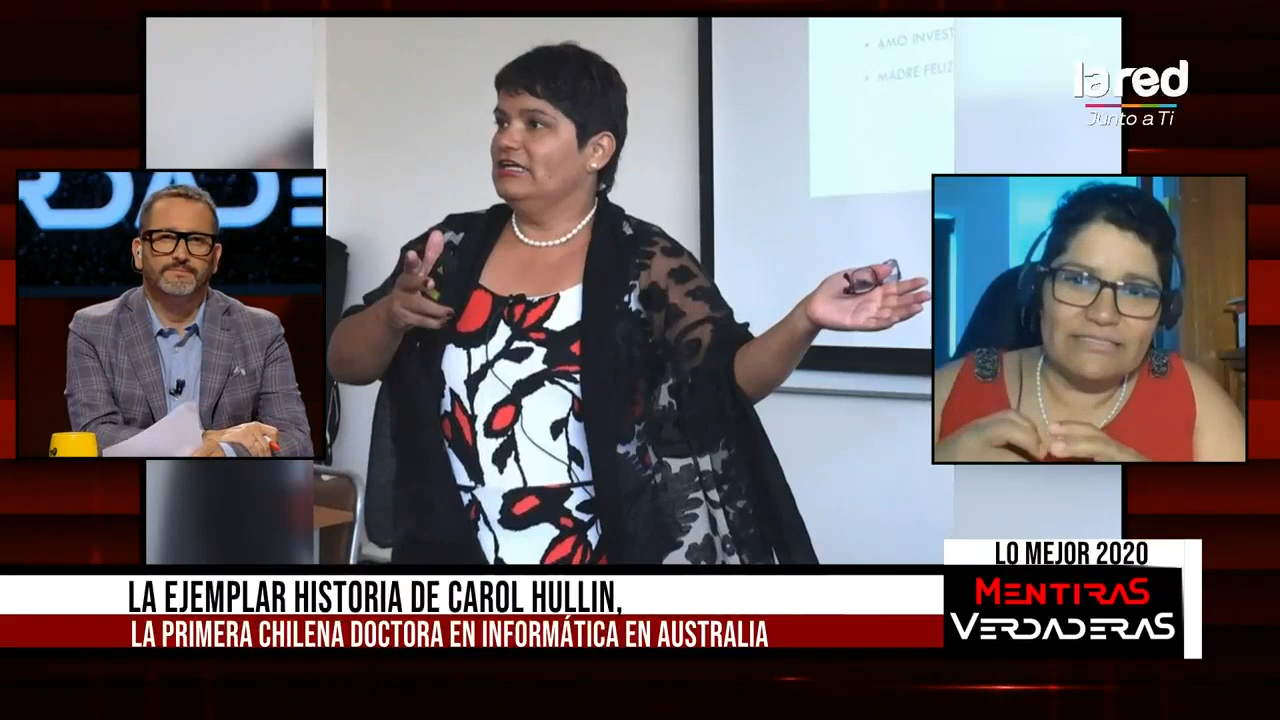 • AMO INVEST
• MADRE FELIZ
la red
Junto a Ti
RDADE
LO MEJOR 2020
MENTIRAS
VERDADERAS
LA EJEMPLAR HISTORIA DE CAROL HULLIN,
LA PRIMERA CHILENA DOCTORA EN INFORMÁTICA EN AUSTRALIA